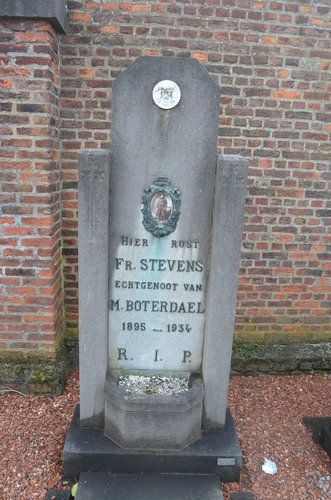 HIER RUST
FR. STEVENS
ECHTGENOOT VAN
M. BOTERDAEL
1895 — 1934
R. I. P.